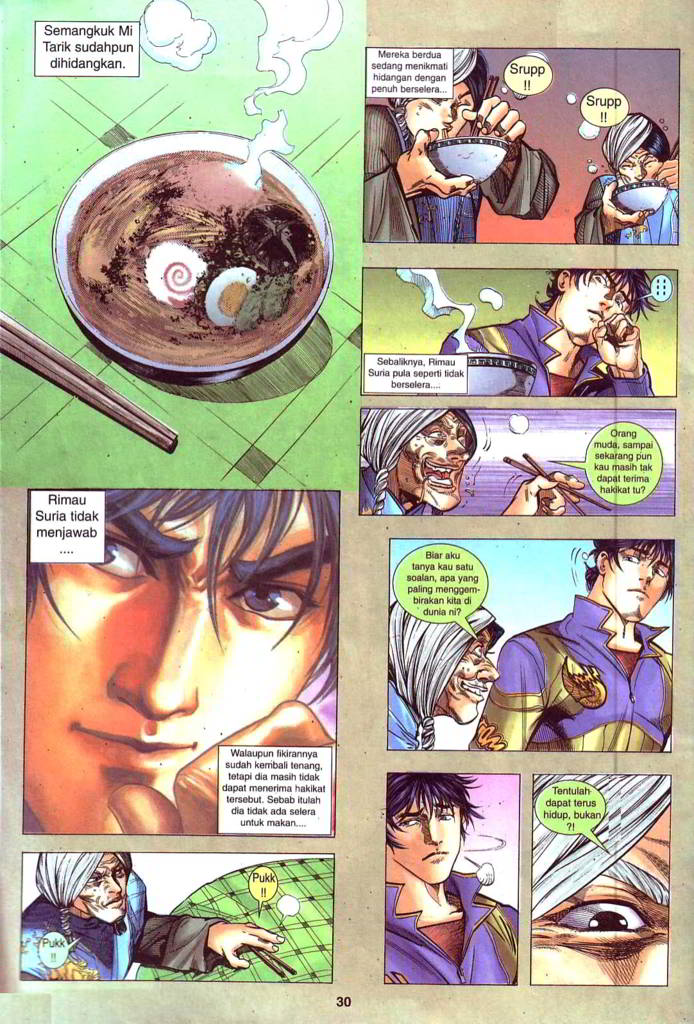 Semangkuk Mi
Tarik sudahpun
dihidangkan.
Mereka berdua
sedang menikmati
hidangan dengan
penuh berselera...
Srupp
!!
Srupp
!!
Sebaliknya, Rimau
Suria pula seperti tidak
berselera....
Orang
muda, sampai
sekarang pun
kau masih tak
dapat terima
hakikat tu?
Rimau
Suria tidak
menjawab
....
Walaupun fikirannya
sudah kembali tenang,
tetapi dia masih tidak
dapat menerima hakikat
tersebut. Sebab itulah
dia tidak ada selera
untuk makan....
Pukk
!!
Pukk
!!
Biar aku
tanya kau satu
soalan, apa yang
paling menggem-
birakan kita di
dunia ni?
Tentulah
dapat terus
hidup, bukan
?!
30